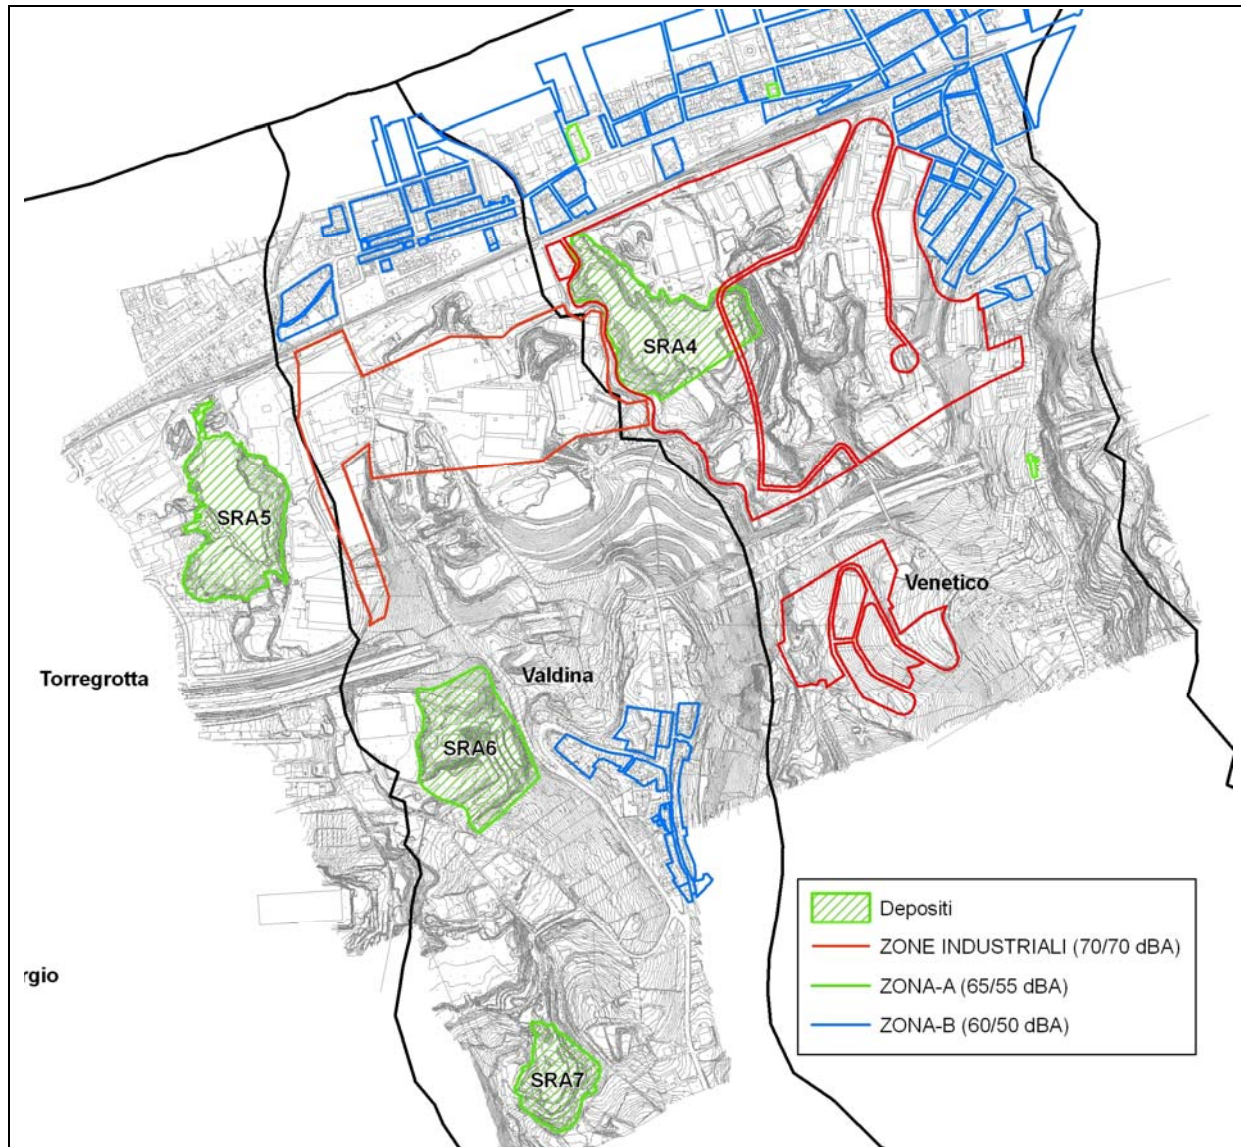 SRA4
SRA5
Venetico
Torregrotta
Valdina
SRA6
Depositi
ZONE INDUSTRIALI (70/70 dBA)
rgio
ZONA-A (65/55 dBA)
ZONA-B (60/50 dBA)
SRA7